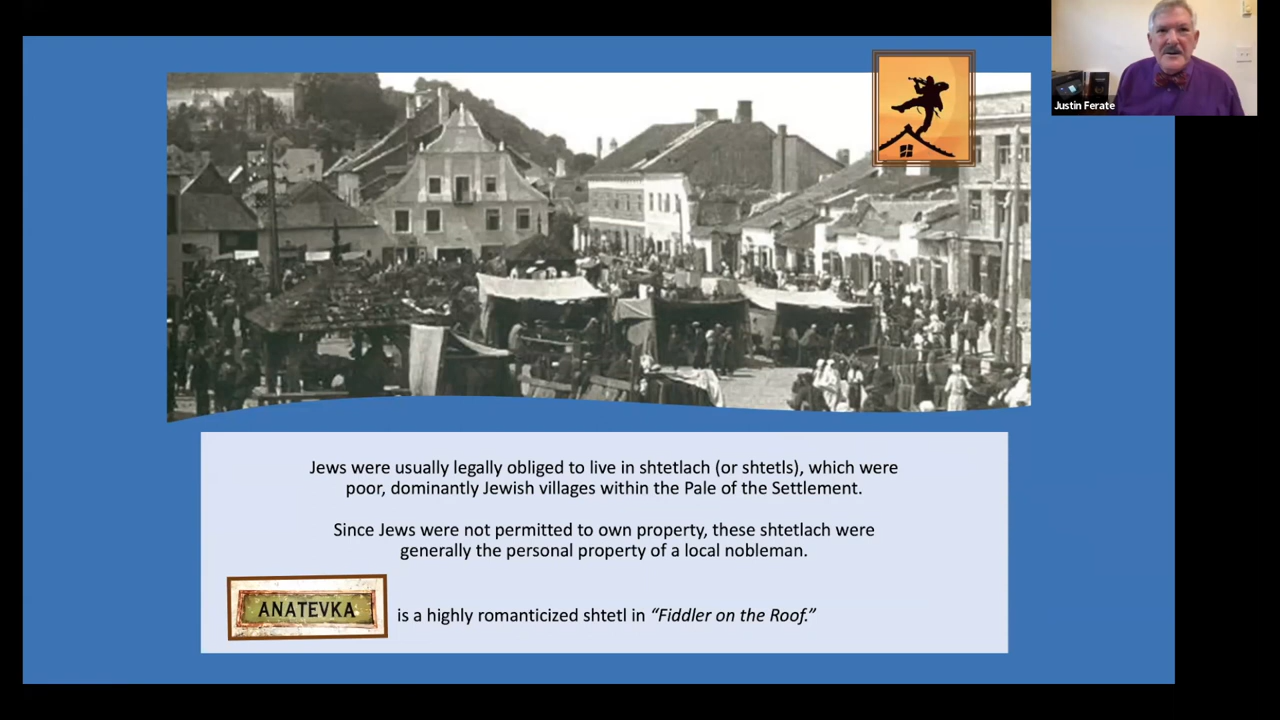 Justin Ferate
Jews were usually legally obliged to live in shtetlach (or shtetls), which were
poor, dominantly Jewish villages within the Pale of the Settlement.
Since Jews were not permitted to own property, these shtetlach were
generally the personal property of a local nobleman.
ANATEVKA is a highly romanticized shtetl in “Fiddler on the Roof.”